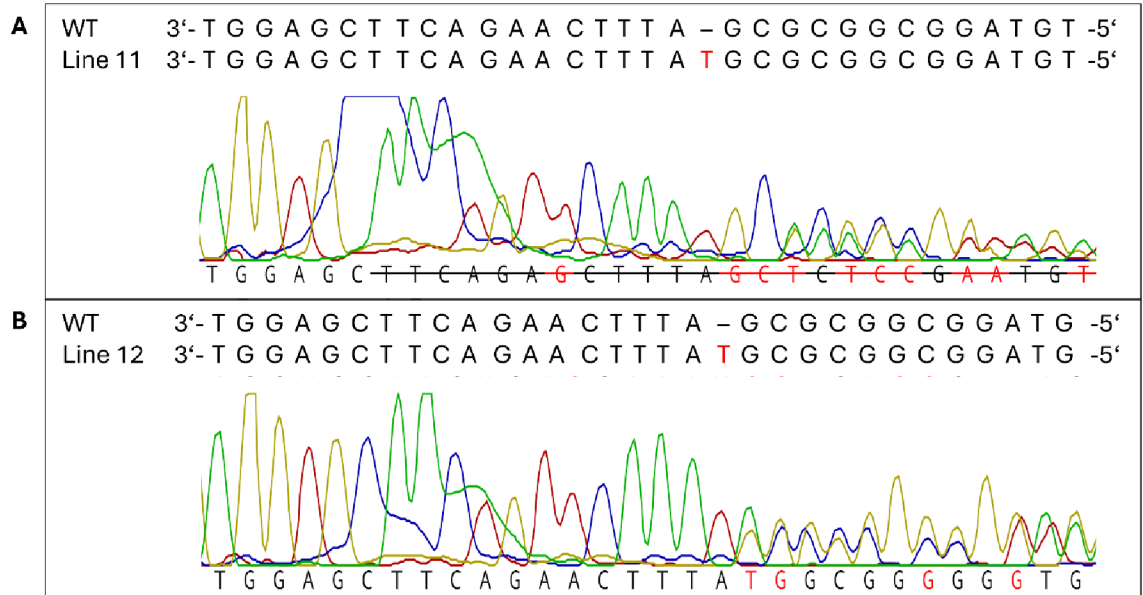 A
WT 3‘- T G G A G C T T C A G A A C T T T A – G C G C G G C G G A T G T -5‘
Line 11 3‘- T G G A G C T T C A G A A C T T T A T G C G C G G C G G A T G T -5‘
T G G A G C T T C A G A G C T T T A G C T C T C C G A A T G T
B
WT 3‘- T G G A G C T T C A G A A C T T T A – G C G C G G C G G A T G -5‘
Line 12 3‘- T G G A G C T T C A G A A C T T T A T G C G C G G C G G A T G -5‘
T G G A G C T T C A G A A C T T T A T G G C G G G G G G T G